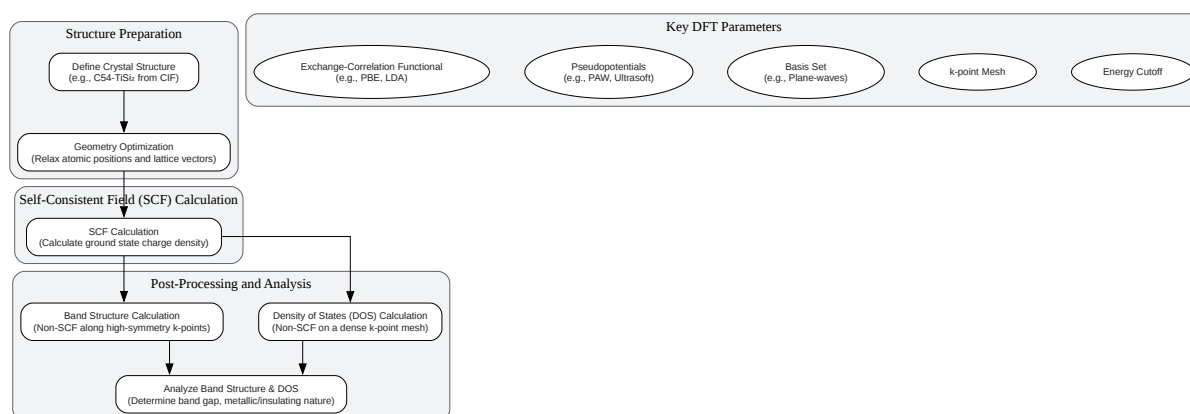 Structure Preparation
Define Crystal Structure
(e.g., C54-TiSi₂ from CIF)
Geometry Optimization
(Relax atomic positions and lattice vectors)
Key DFT Parameters
Exchange-Correlation Functional
(e.g., PBE, LDA)
Pseudopotentials
(e.g., PAW, Ultrasoft)
Basis Set
(e.g., Plane-waves)
k-point Mesh
Energy Cutoff
Self-Consistent Field (SCF) Calculation
SCF Calculation
(Calculate ground state charge density)
Post-Processing and Analysis
Band Structure Calculation
(Non-SCF along high-symmetry k-points)
Density of States (DOS) Calculation
(Non-SCF on a dense k-point mesh)
Analyze Band Structure & DOS
(Determine band gap, metallic/insulating nature)